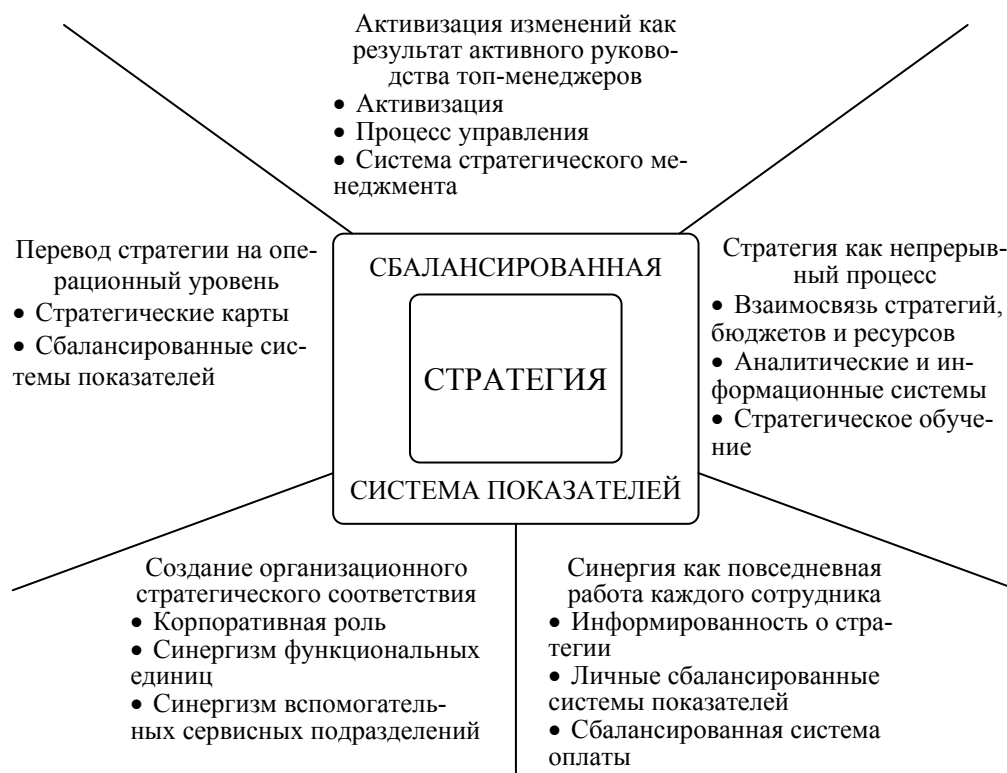 Активизация изменений как
результат активного руково-
дства топ-менеджеров
• Активизация
• Процесс управления
• Система стратегического ме-
неджмента
Перевод стратегии на опе-
рационный уровень
• Стратегические карты
• Сбалансированные сис-
темы показателей
СБАЛАНСИРОВАННАЯ
СТРАТЕГИЯ
СИСТЕМА ПОКАЗАТЕЛЕЙ
Стратегия как непрерыв-
ный процесс
• Взаимосвязь стратегий,
бюджетов и ресурсов
• Аналитические и ин-
формационные системы
• Стратегическое обуче-
ние
Создание организационного
стратегического соответствия
• Корпоративная роль
• Синергизм функциональных
единиц
• Синергизм вспомогатель-
ных сервисных подразделений
Синергия как повседневная
работа каждого сотрудника
• Информированность о стра-
тегии
• Личные сбалансированные
системы показателей
• Сбалансированная система
оплаты